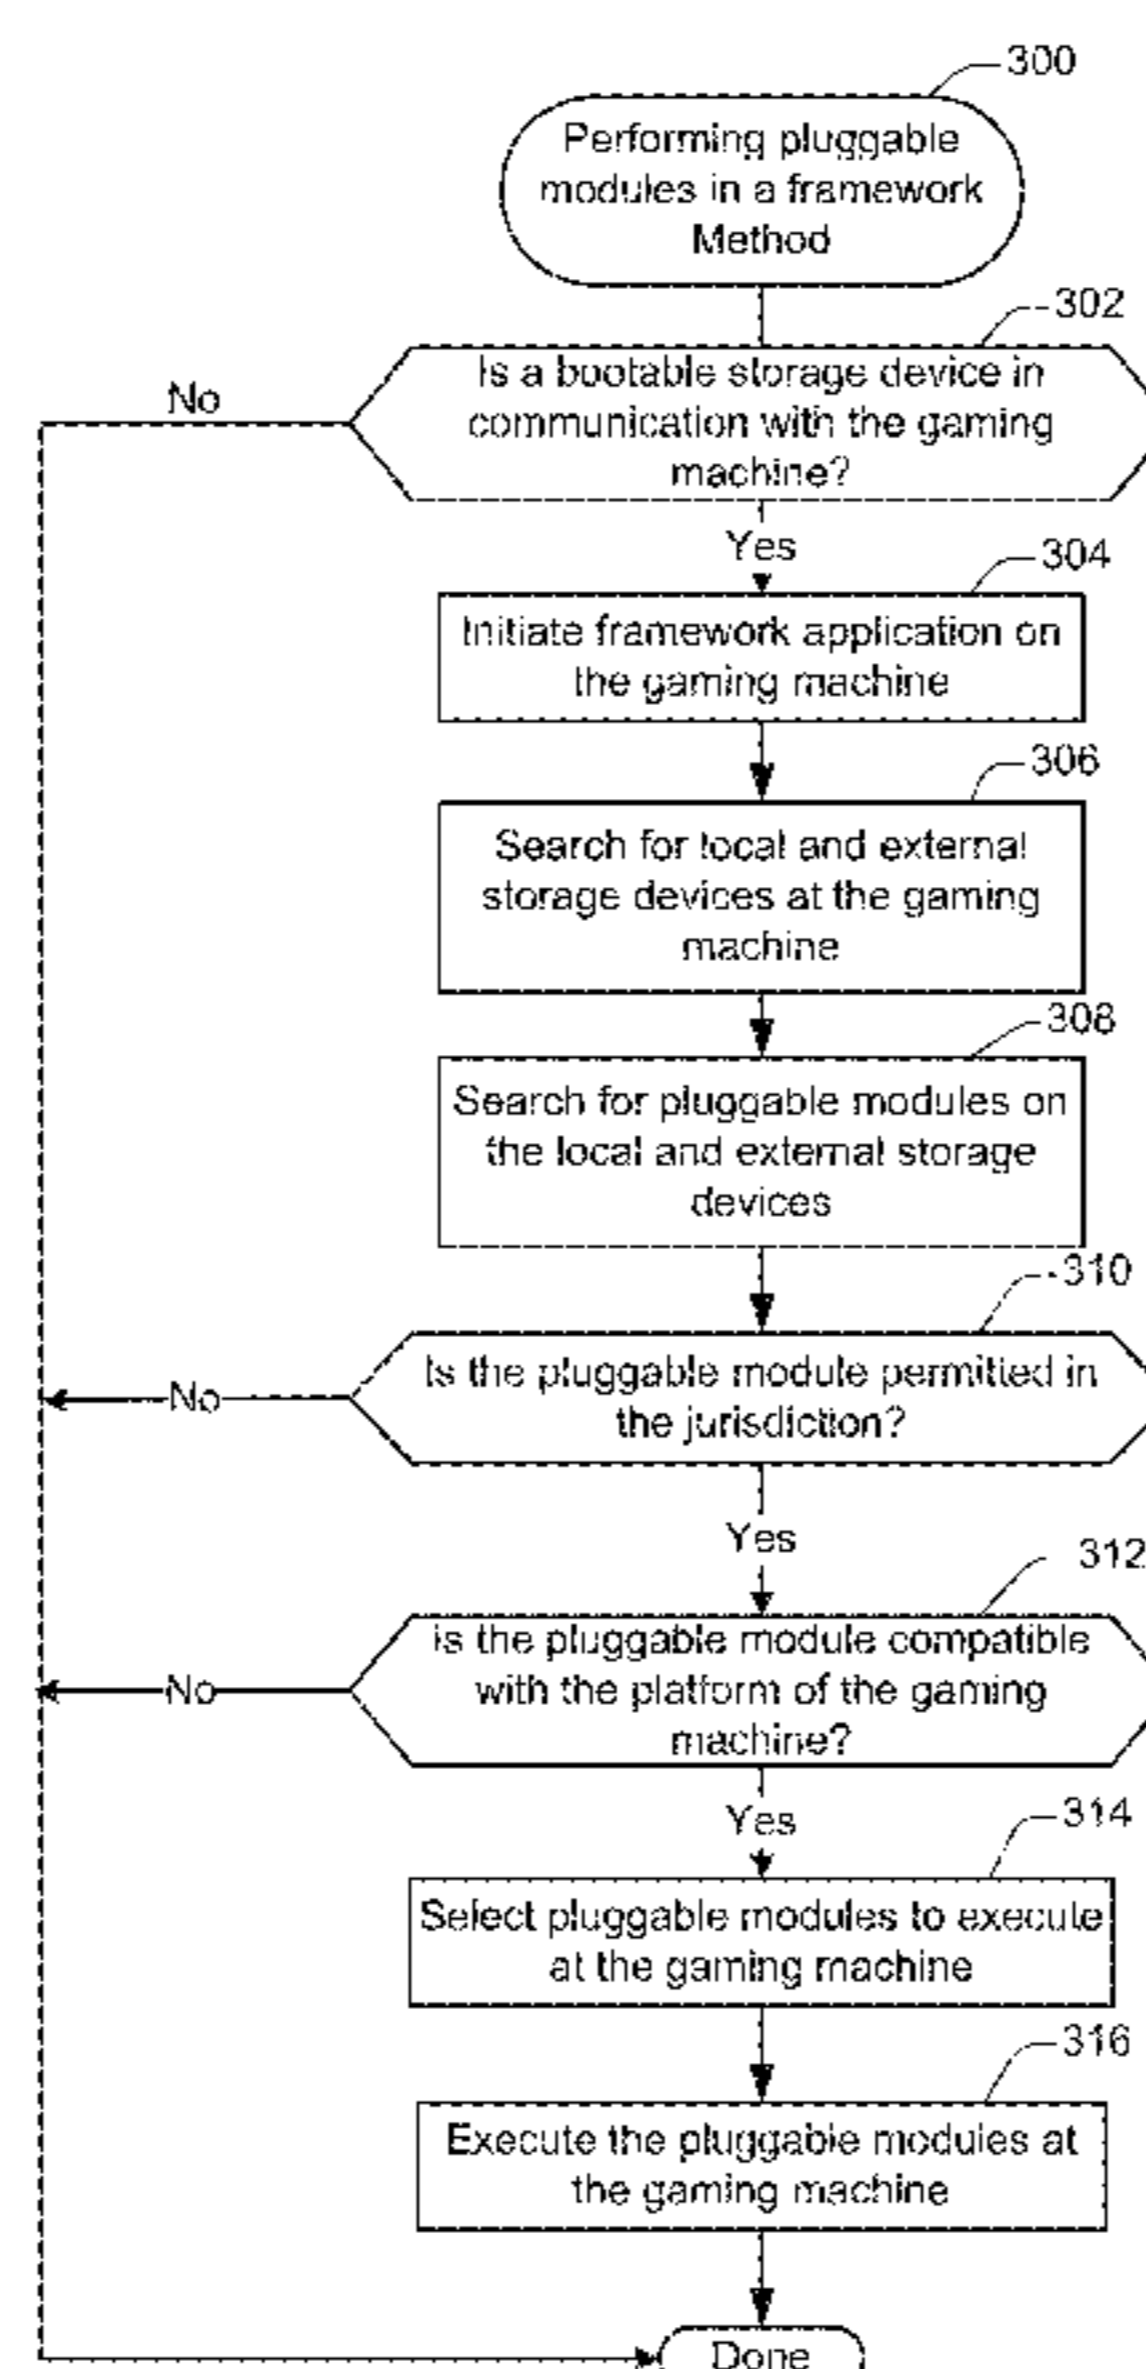 300
Performing pluggable
modules in a framework
Method
302
Is a bootable storage device in
communication with the gaming
machine?
No
Yes
304
Initiate framework application on
the gaming machine
306
Search for local and external
storage devices at the gaming
machine
308
Search for pluggable modules on
the local and external storage
devices
310
Is the pluggable module permitted in
the jurisdiction?
No
Yes
312
Is the pluggable module compatible
with the platform of the gaming
machine?
No
Yes
314
Select pluggable modules to execute
at the gaming machine
316
Execute the pluggable modules at
the gaming machine
Done